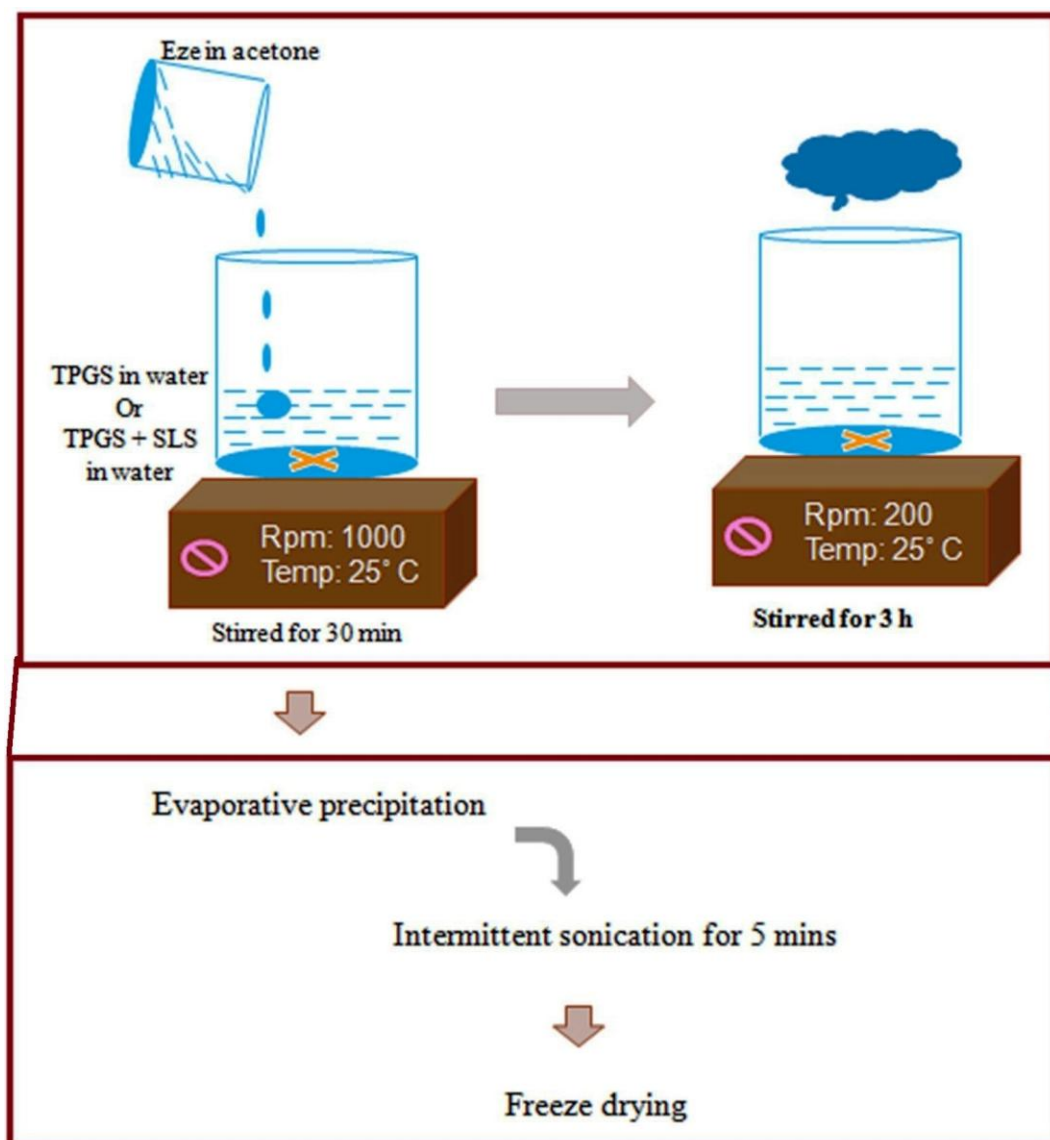 Eze in acetone
TPGS in water
Or
TPGS + SLS
in water
Rpm: 1000
Temp: 25° C
Stirred for 30 min
Rpm: 200
Temp: 25° C
Stirred for 3 h
Evaporative precipitation
Intermittent sonication for 5 mins
Freeze drying